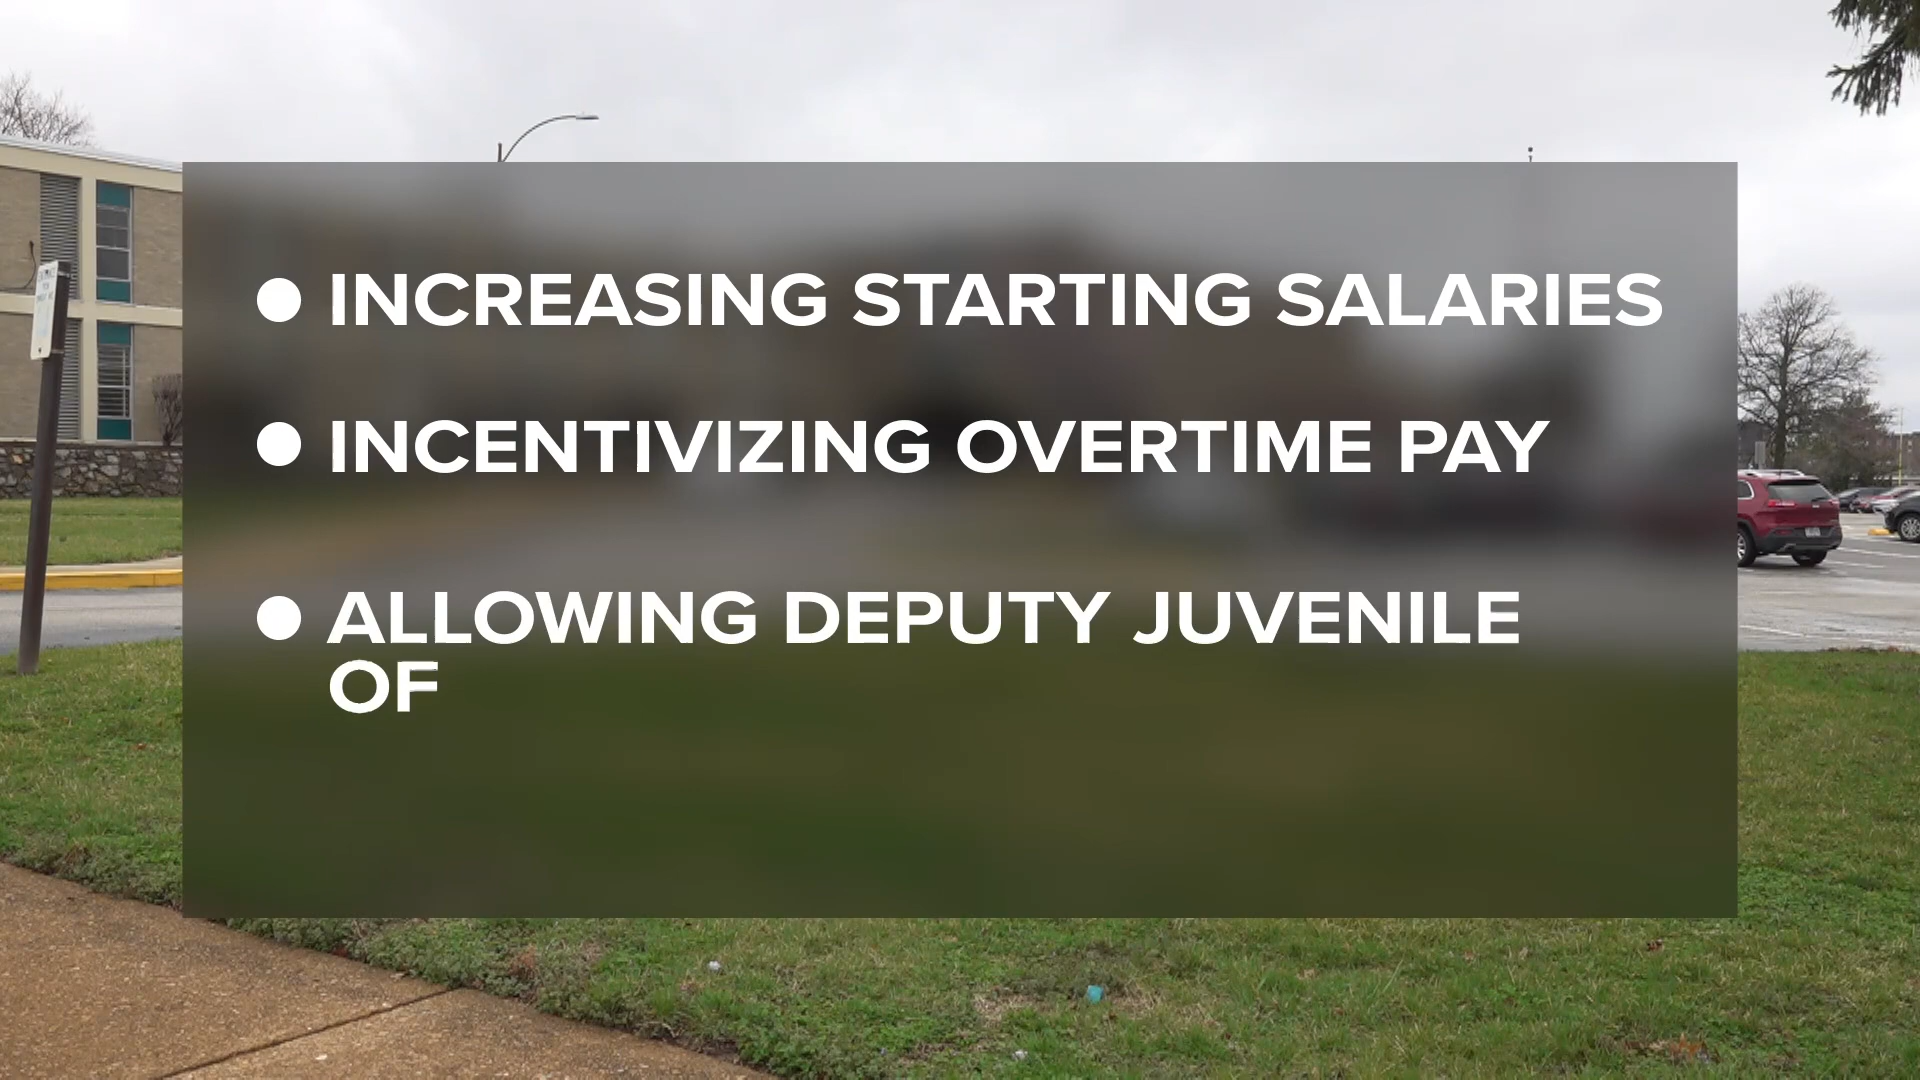 INCREASING STARTING SALARIES
INCENTIVIZING OVERTIME PAY
ALLOWING DEPUTY JUVENILE
OF